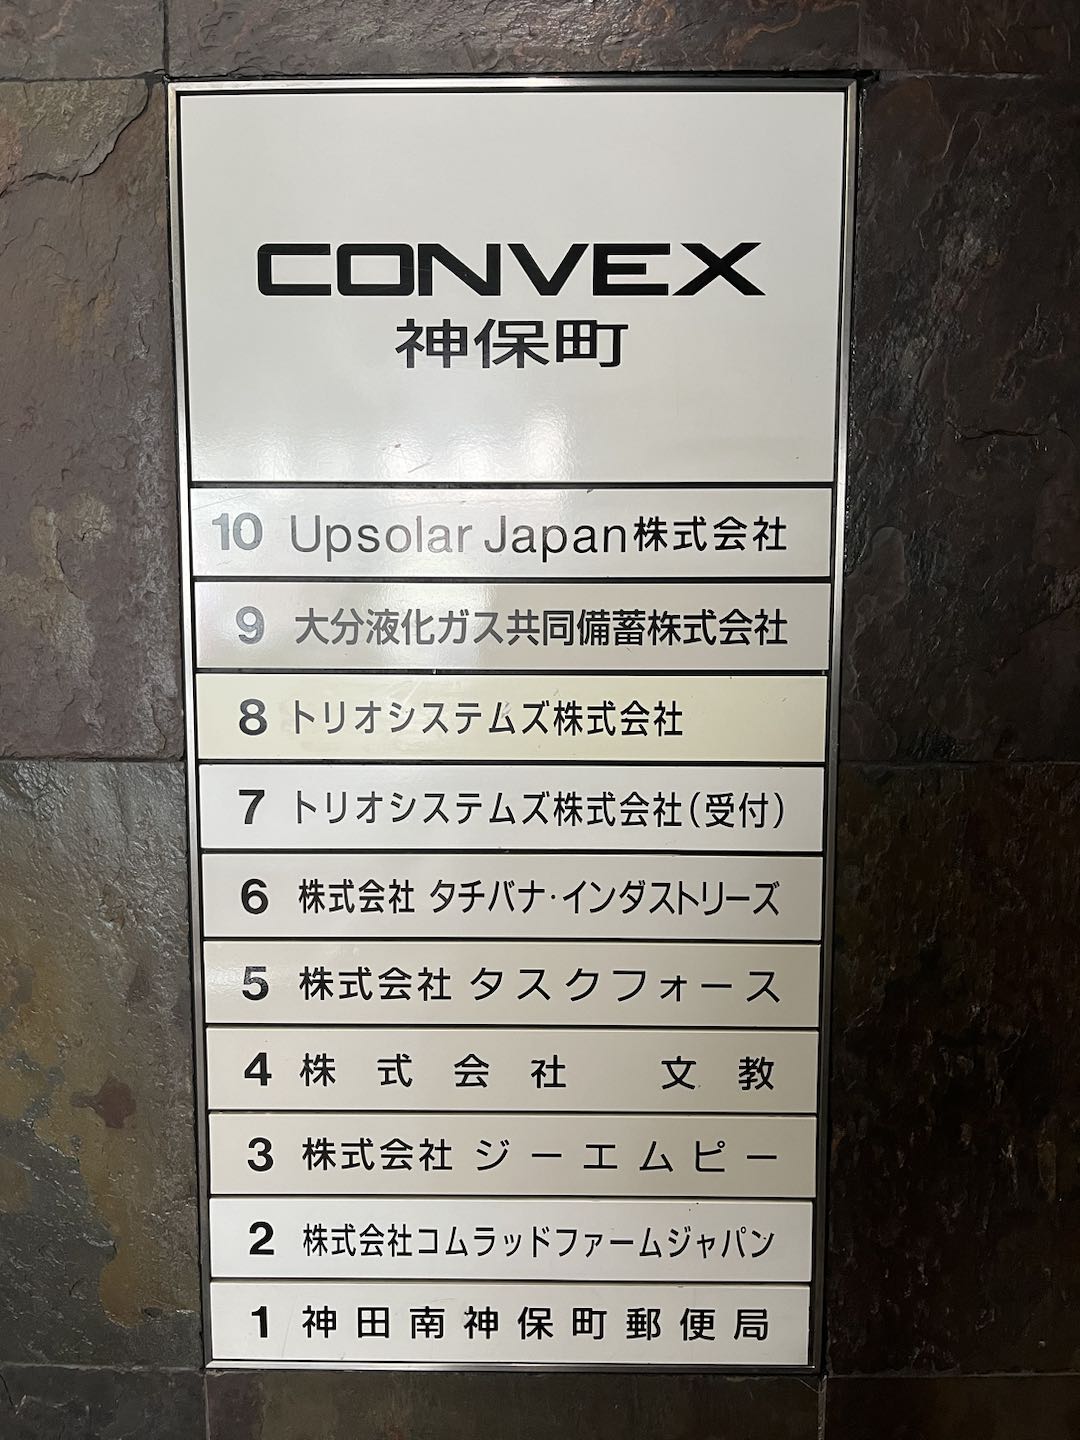 CONVEX
神保町
10 Upsolar Japan株式会社
9 大分液化ガス共同備蓄株式会社
8 トリオシステムズ株式会社
7 トリオシステムズ株式会社(受付)
6 株式会社 タチバナ・インダストリーズ
5 株式会社 タスクフォース
4 株式会社 文教
3 株式会社 ジーエムピー
2 株式会社コムラッドファームジャパン
1 神田南神保町郵便局